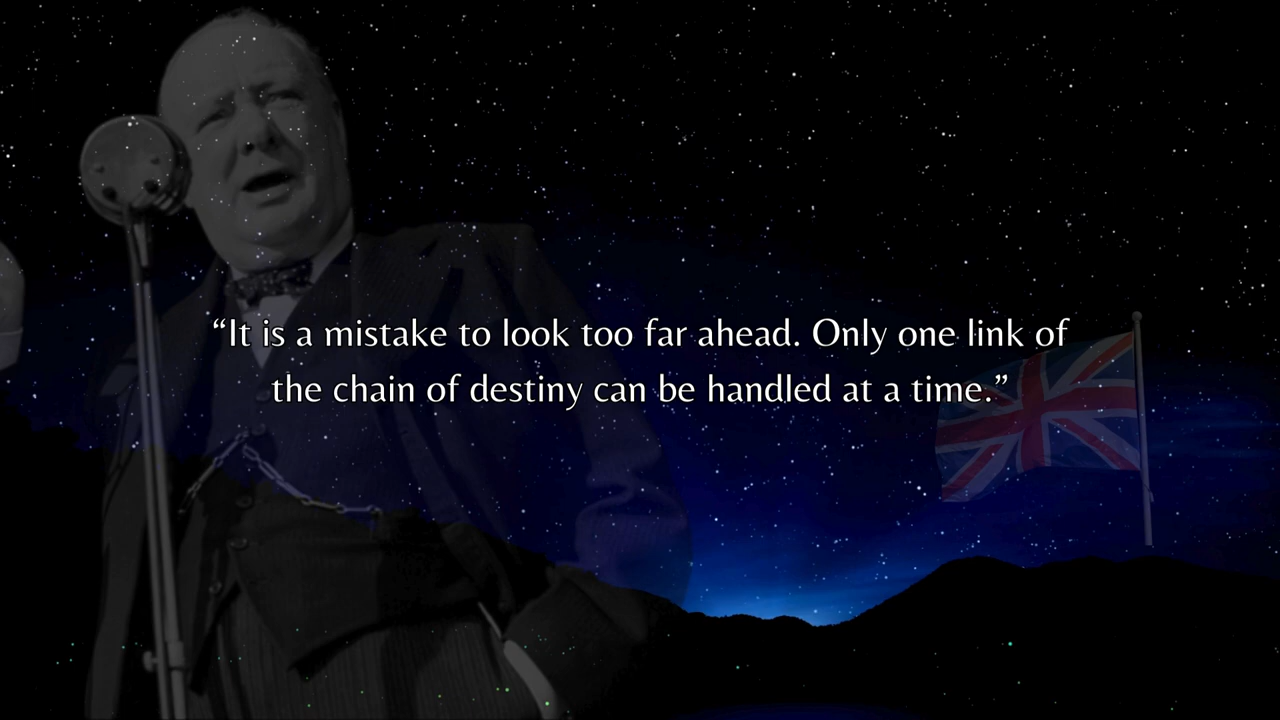 “It is a mistake to look too far ahead. Only one link of
the chain of destiny can be handled at a time.”